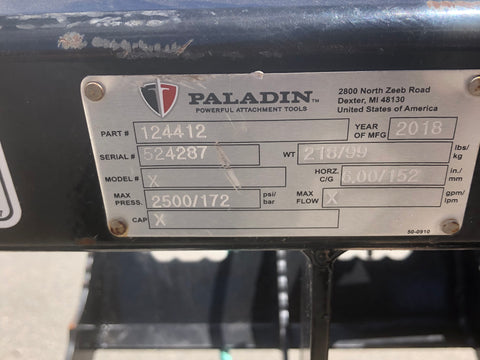 PALADIN™
POWERFUL ATTACHMENT TOOLS
2800 North Zeeb Road
Dexter, MI 48130
United States of America
PART # 124412 YEAR OF MFG 2018
SERIAL # 524287 WT 218/99 lbs/kg
MODEL # X HORZ. C/G 6.00/152 in./mm
MAX PRESS. 2500/172 psi/bar MAX FLOW X gpm/lpm
CAP X
50-0910